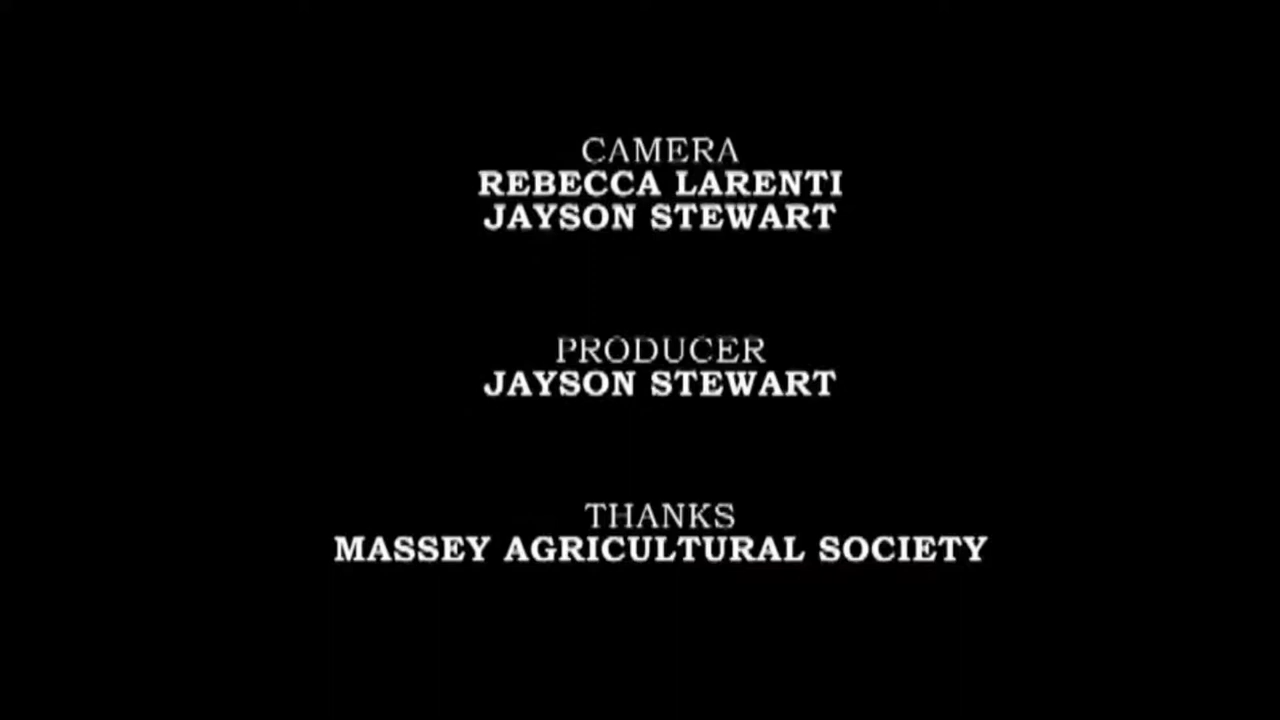 CAMERA
REBECCA LARENTI
JAYSON STEWART
PRODUCER
JAYSON STEWART
THANKS
MASSEY AGRICULTURAL SOCIETY